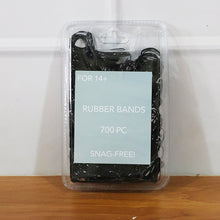 FOR 14+
RUBBER BANDS
700 PC
SNAG-FREE!